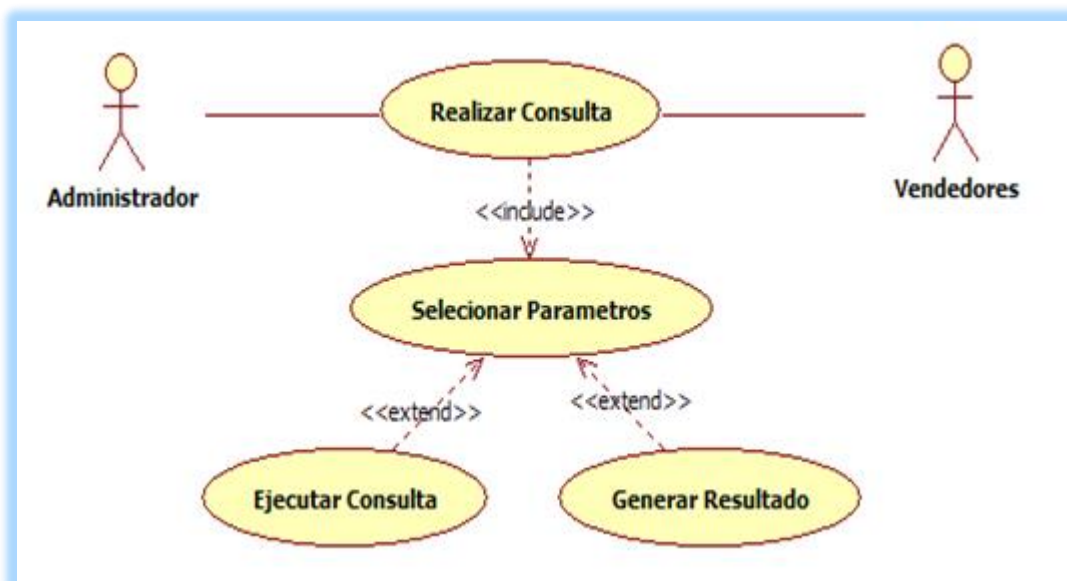 Realizar Consulta
Administrador
Vendedores
<<include>>
Selecionar Parametros
<<extend>>
<<extend>>
Ejecutar Consulta
Generar Resultado